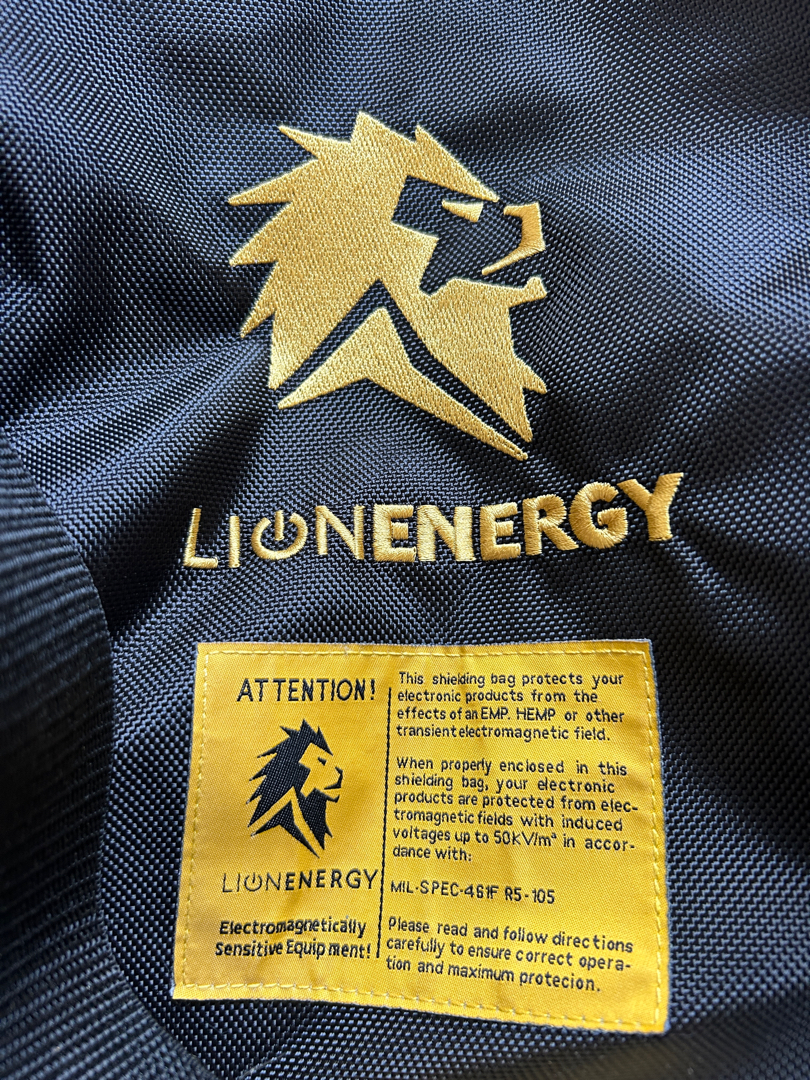 LIONENERGY
ATTENTION!
LIONENERGY
Electromagnetically
Sensitive Equipment!
This shielding bag protects your
electronic products from the
effects of an EMP. HEMP or other
transient electromagnetic field.
When properly enclosed in this
shielding bag, your electronic
products are protected from elec-
tromagnetic fields with induced
voltages up to 50kV/m² in accor-
dance with:
MIL-SPEC-461F RS-105
Please read and follow directions
carefully to ensure correct opera-
tion and maximum protecion.